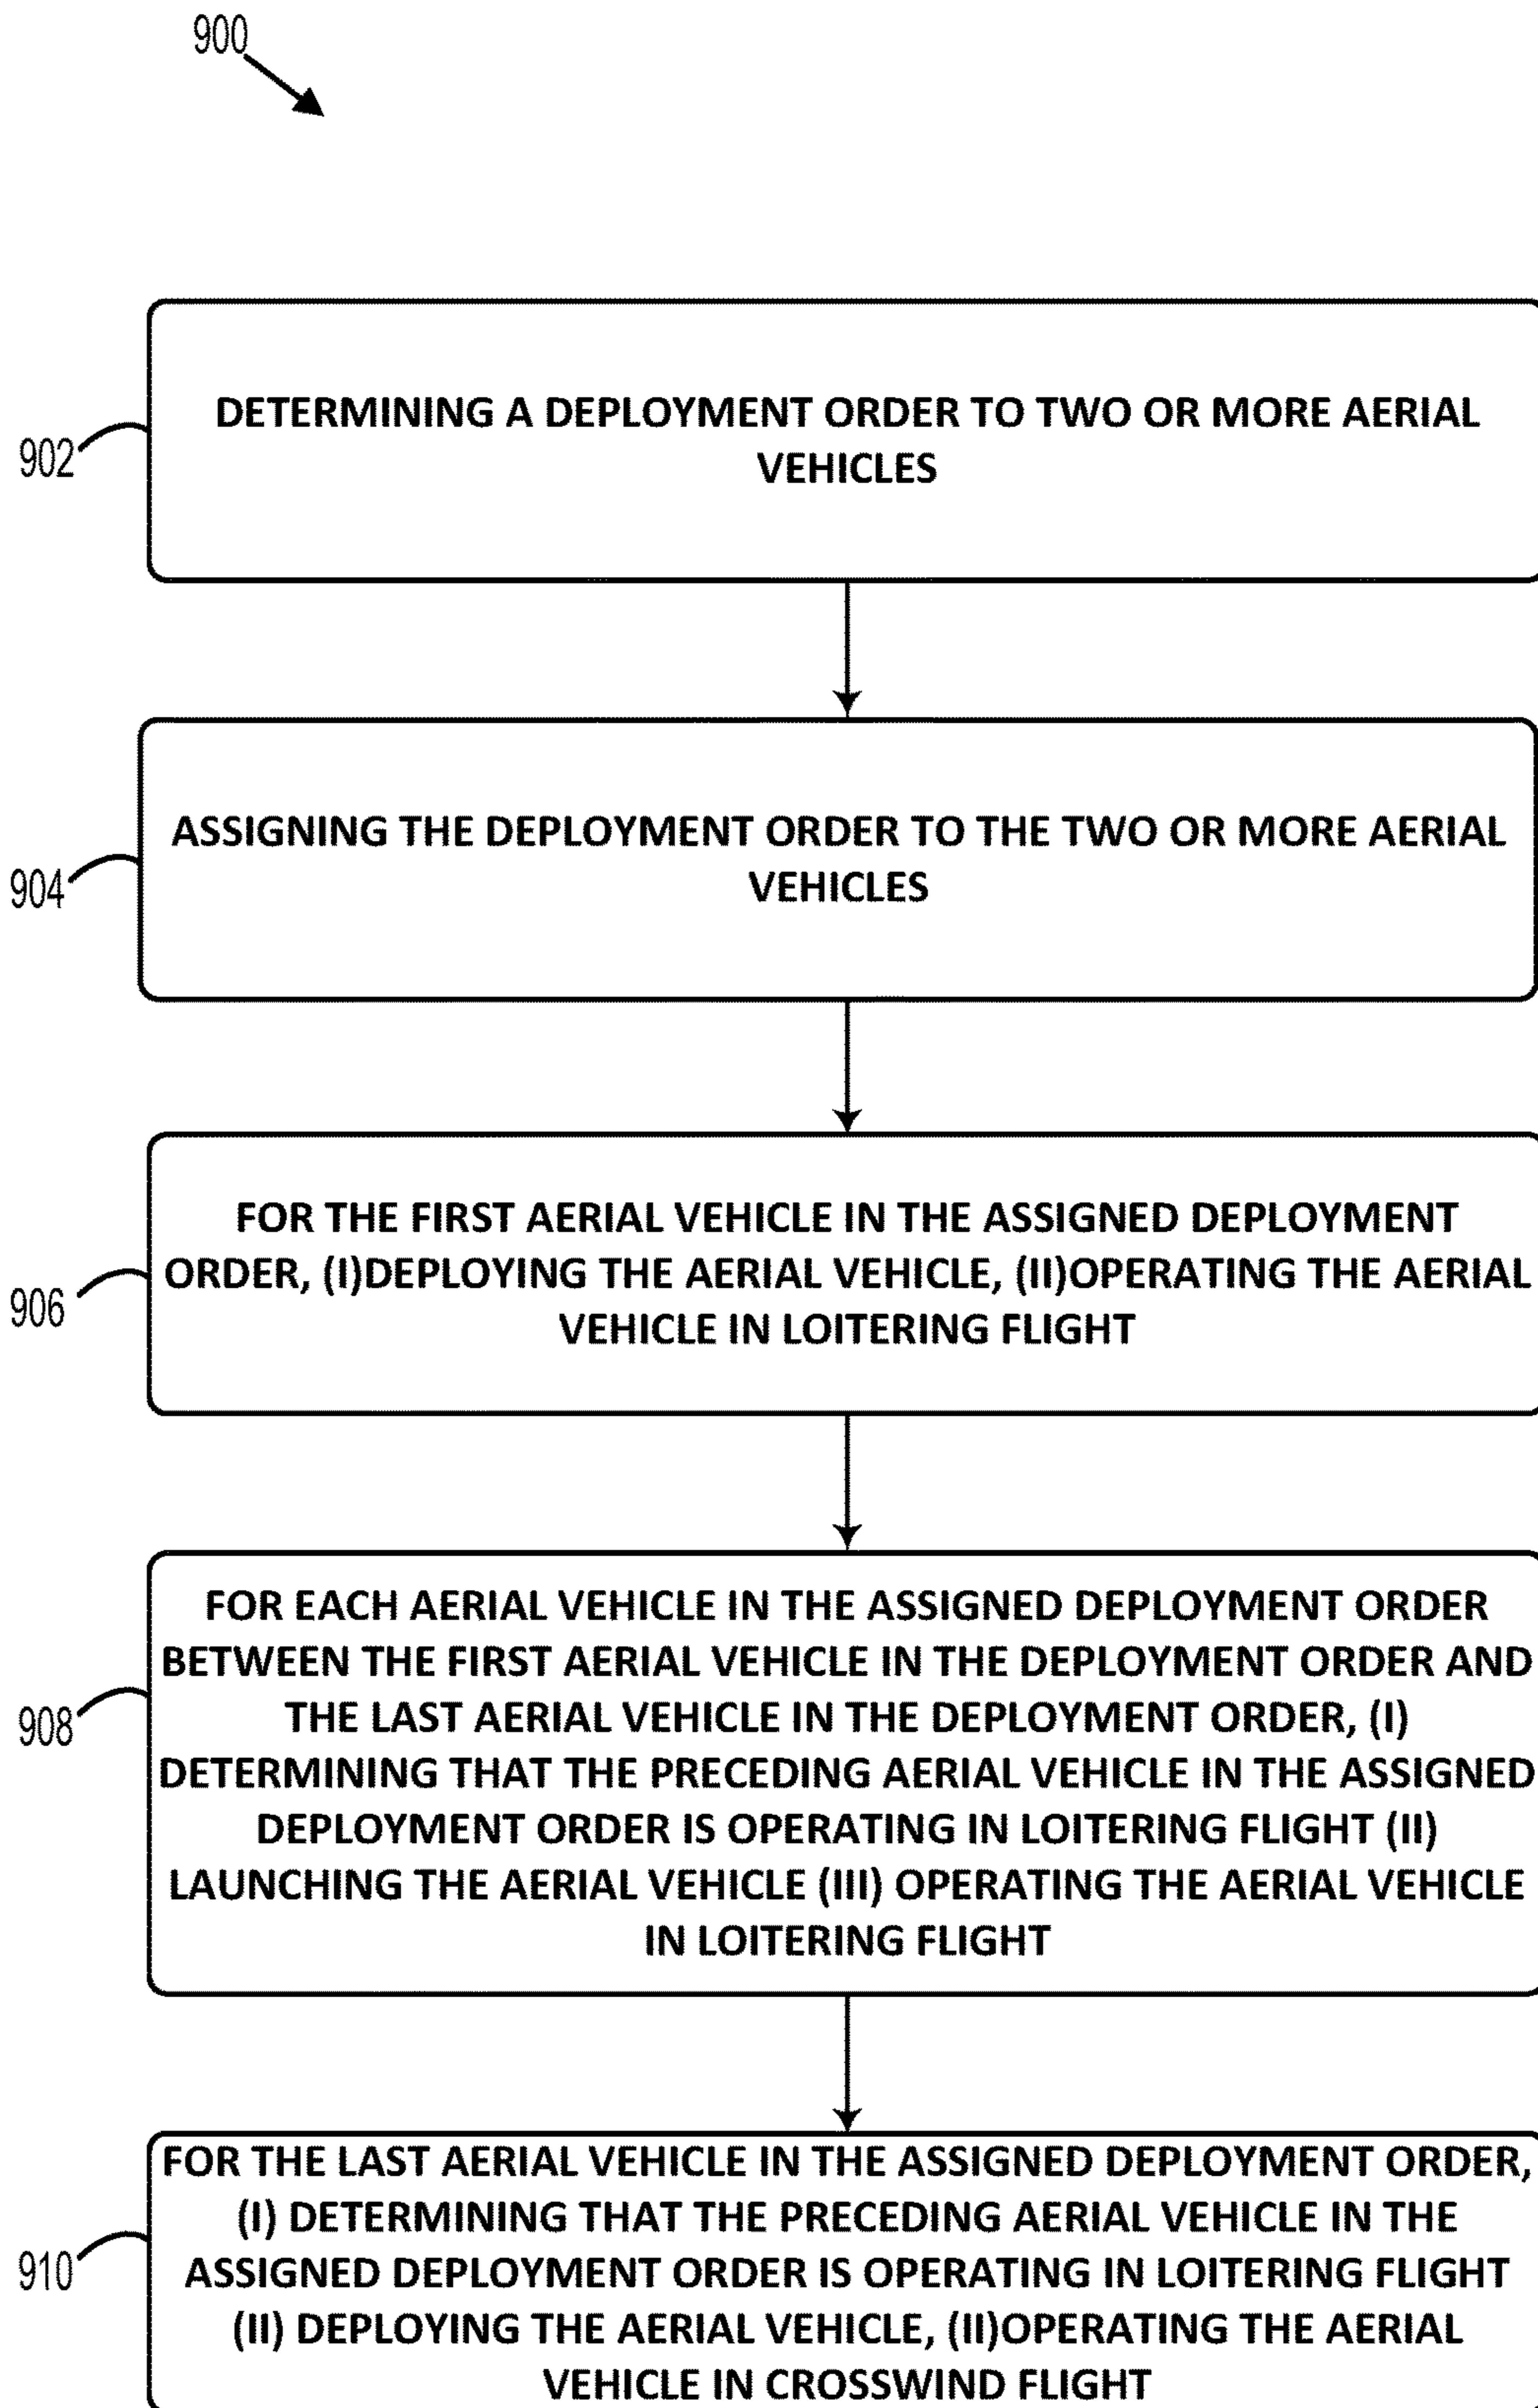 900
902
DETERMINING A DEPLOYMENT ORDER TO TWO OR MORE AERIAL
VEHICLES
904
ASSIGNING THE DEPLOYMENT ORDER TO THE TWO OR MORE AERIAL
VEHICLES
906
FOR THE FIRST AERIAL VEHICLE IN THE ASSIGNED DEPLOYMENT
ORDER, (I)DEPLOYING THE AERIAL VEHICLE, (II)OPERATING THE AERIAL
VEHICLE IN LOITERING FLIGHT
908
FOR EACH AERIAL VEHICLE IN THE ASSIGNED DEPLOYMENT ORDER
BETWEEN THE FIRST AERIAL VEHICLE IN THE DEPLOYMENT ORDER AND
THE LAST AERIAL VEHICLE IN THE DEPLOYMENT ORDER, (I)
DETERMINING THAT THE PRECEDING AERIAL VEHICLE IN THE ASSIGNED
DEPLOYMENT ORDER IS OPERATING IN LOITERING FLIGHT (II)
LAUNCHING THE AERIAL VEHICLE (III) OPERATING THE AERIAL VEHICLE
IN LOITERING FLIGHT
910
FOR THE LAST AERIAL VEHICLE IN THE ASSIGNED DEPLOYMENT ORDER,
(I) DETERMINING THAT THE PRECEDING AERIAL VEHICLE IN THE
ASSIGNED DEPLOYMENT ORDER IS OPERATING IN LOITERING FLIGHT
(II) DEPLOYING THE AERIAL VEHICLE, (II)OPERATING THE AERIAL
VEHICLE IN CROSSWIND FLIGHT